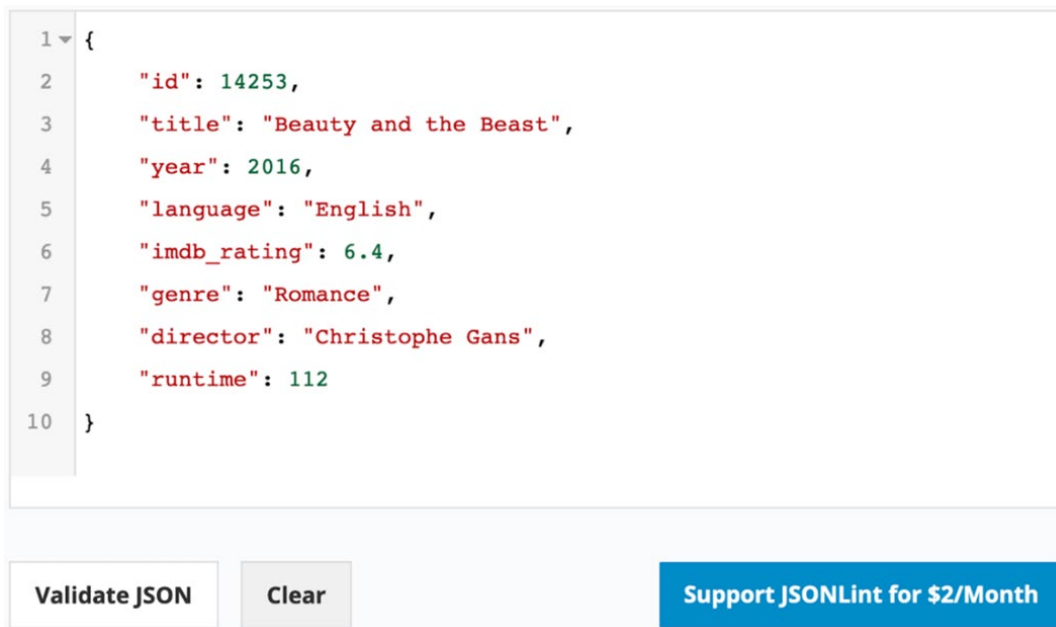 1 {
2 "id": 14253,
3 "title": "Beauty and the Beast",
4 "year": 2016,
5 "language": "English",
6 "imdb_rating": 6.4,
7 "genre": "Romance",
8 "director": "Christophe Gans",
9 "runtime": 112
10 }
Validate JSON Clear Support JSONLint for $2/Month